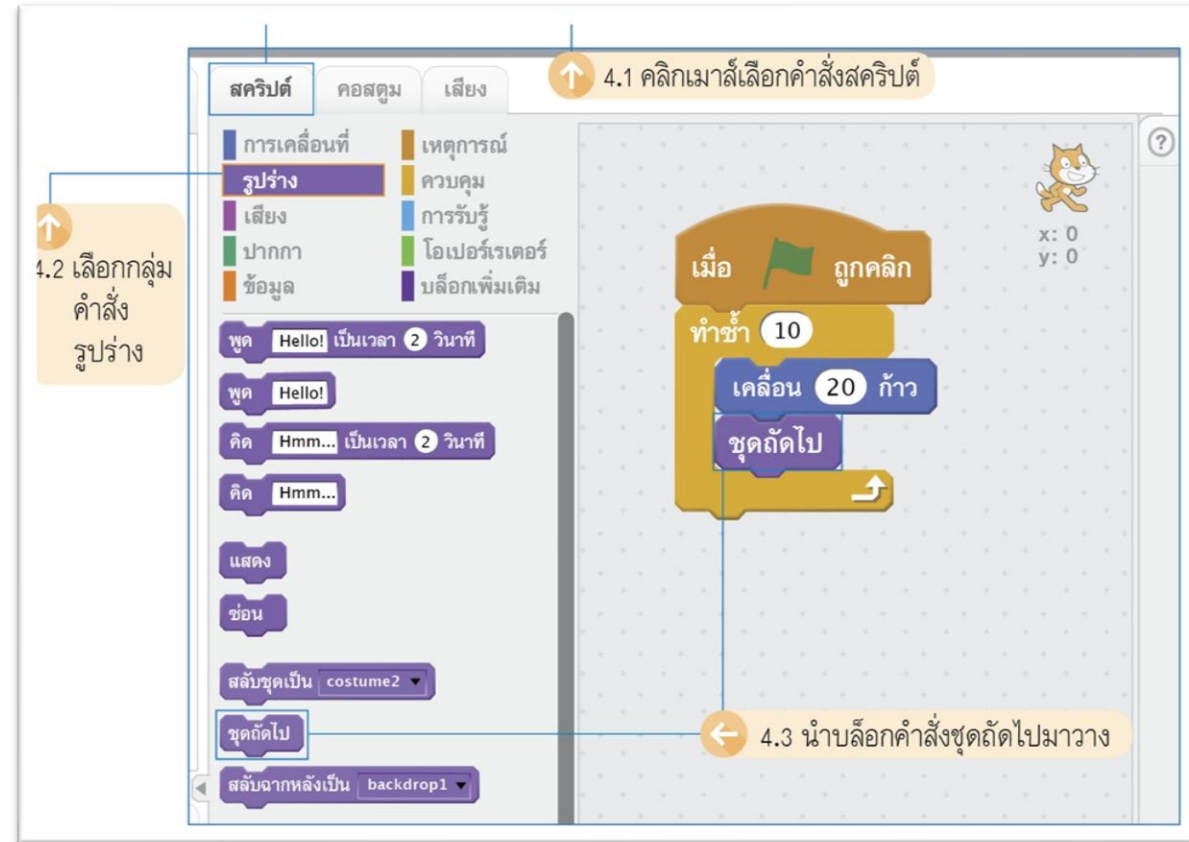 4.1 คลิกเมาส์เลือกคำสั่งสคริปต์
สคริปต์ คอสตูม เสียง
การเคลื่อนที่ เหตุการณ์
รูปร่าง ควบคุม
เสียง การรับรู้
ปากกา โอเปอร์เรเตอร์
ข้อมูล บล็อกเพิ่มเติม
4.2 เลือกกลุ่ม
คำสั่ง
รูปร่าง
พูด Hello! เป็นเวลา 2 วินาที
พูด Hello!
คิด Hmm... เป็นเวลา 2 วินาที
คิด Hmm...
แสดง
ซ่อน
สลับชุดเป็น costume2
ชุดถัดไป
สลับฉากหลังเป็น backdrop1
?
x: 0
y: 0
เมื่อ ถูกคลิก
ทำซ้ำ 10
เคลื่อน 20 ก้าว
ชุดถัดไป
4.3 นำบล็อกคำสั่งชุดถัดไปมาวาง